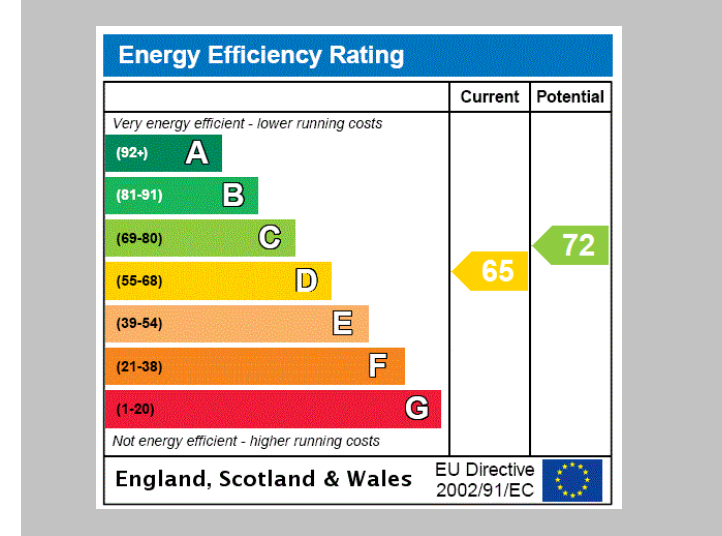 Energy Efficiency Rating
Current Potential
Very energy efficient - lower running costs
(92+) A
(81-91) B
(69-80) C
72
(55-68) D
65
(39-54) E
(21-38) F
(1-20) G
Not energy efficient - higher running costs
England, Scotland & Wales
EU Directive
2002/91/EC